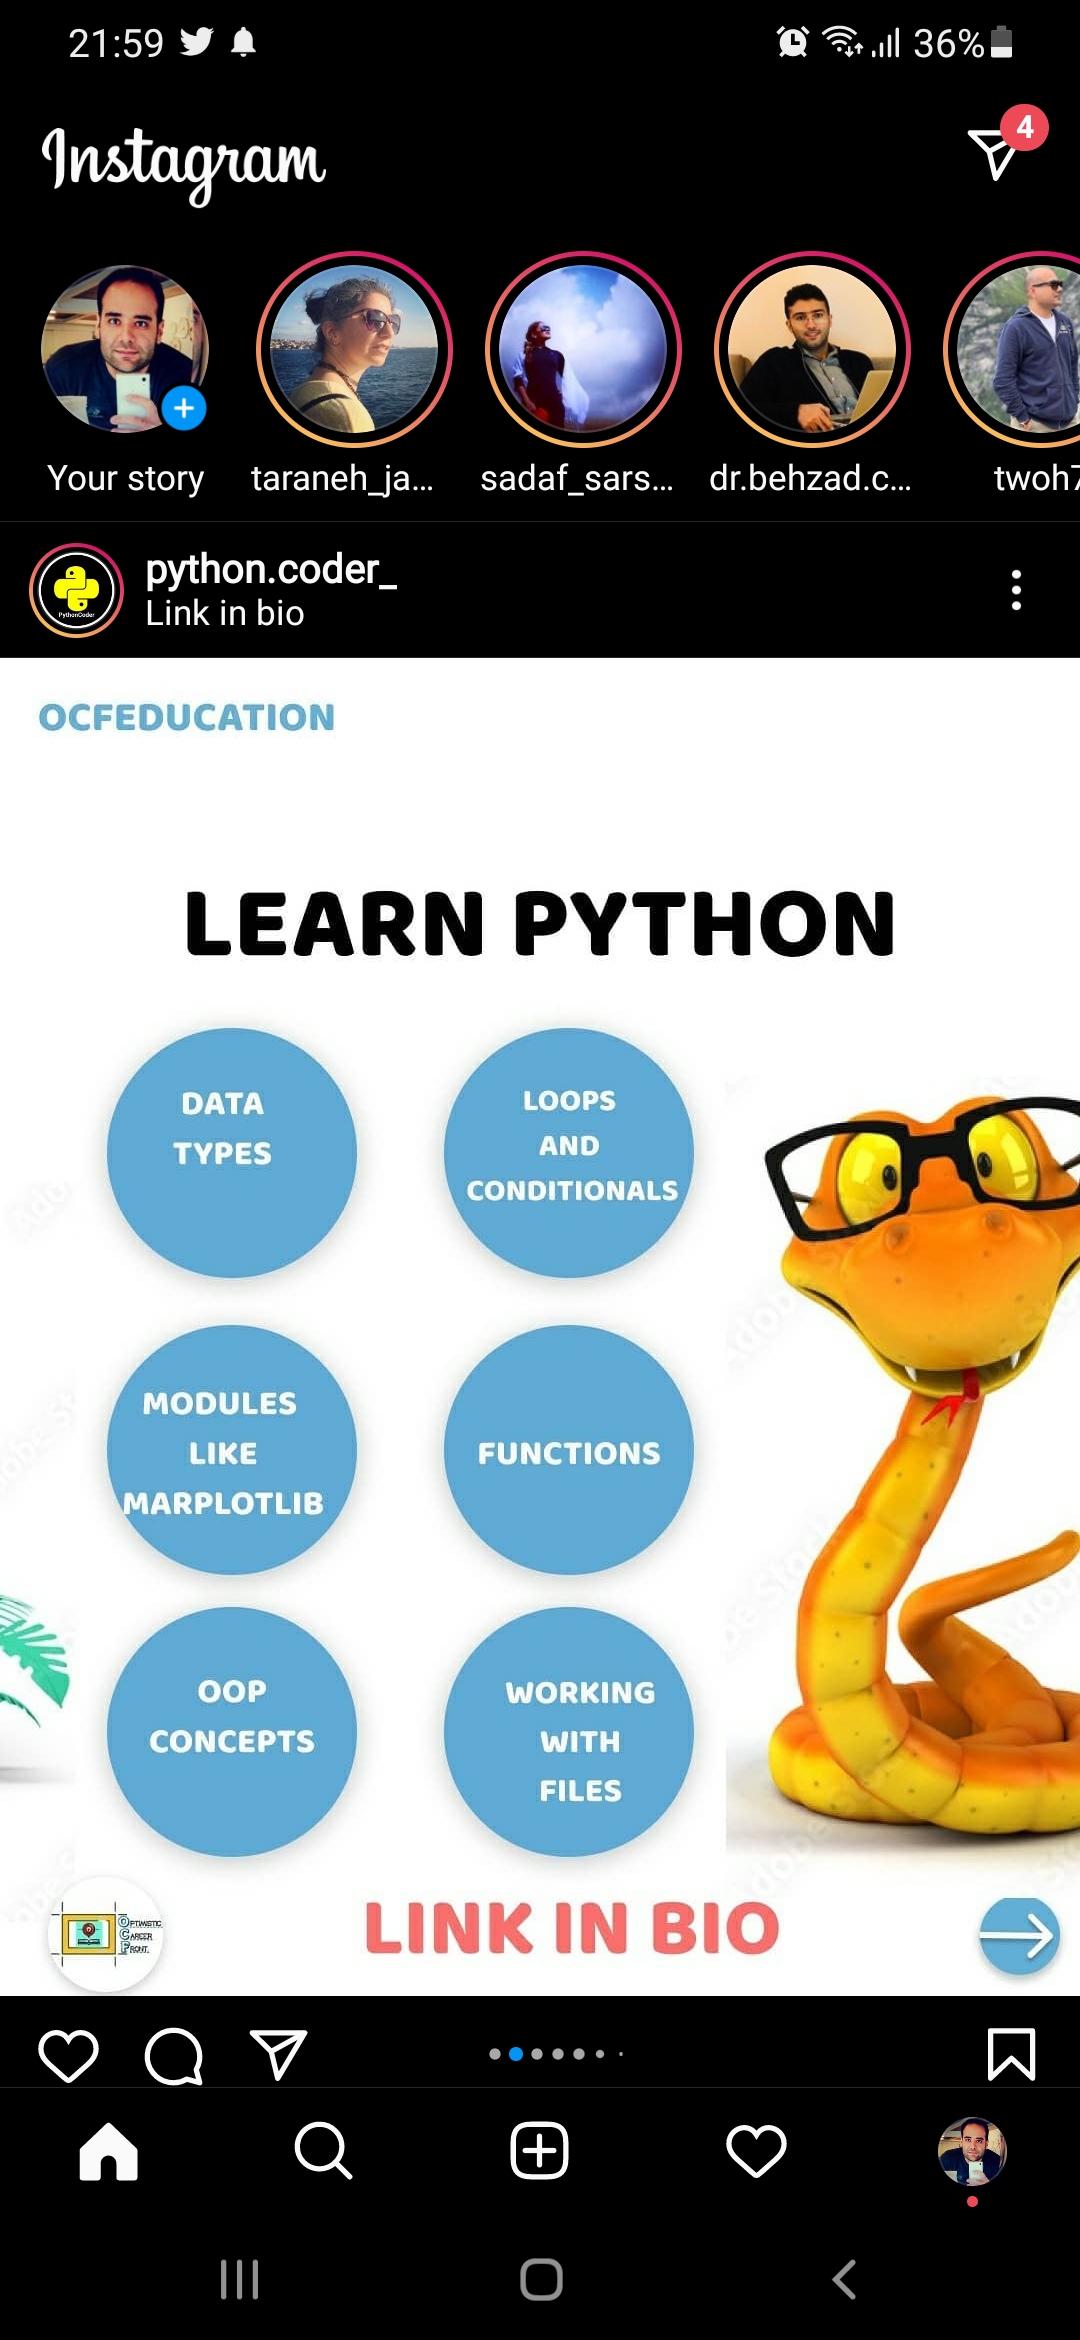 21:59
36%
Instagram
4
Your story
taraneh_ja...
sadaf_sars...
dr.behzad.c...
twoh7
python.coder_
Link in bio
PythonCoder
OCFEDUCATION
LEARN PYTHON
DATA
TYPES
LOOPS
AND
CONDITIONALS
MODULES
LIKE
MARPLOTLIB
FUNCTIONS
OOP
CONCEPTS
WORKING
WITH
FILES
OPTIMISTIC
CAREER
FRONT
LINK IN BIO